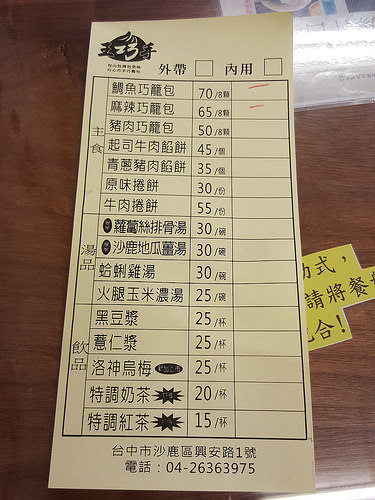 巧
外帶 內用
鯛魚巧龍包 70/8顆
麻辣巧龍包 65/8顆
豬肉巧龍包 50/8顆
主食
起司牛肉餡餅 45/個
青蔥豬肉餡餅 35/個
原味捲餅 30/份
牛肉捲餅 55/份
蘿蔔絲排骨湯 30/碗
湯品
沙鹿地瓜薑湯 30/碗
蛤蜊雞湯 30/碗
火腿玉米濃湯 25/碗
黑豆漿 25/杯
飲品
薏仁漿 25/杯
洛神烏梅 25/杯
特調奶茶 20/杯
特調紅茶 15/杯
台中市沙鹿區興安路1號
電話：04-26363975
式，
請將餐
合!